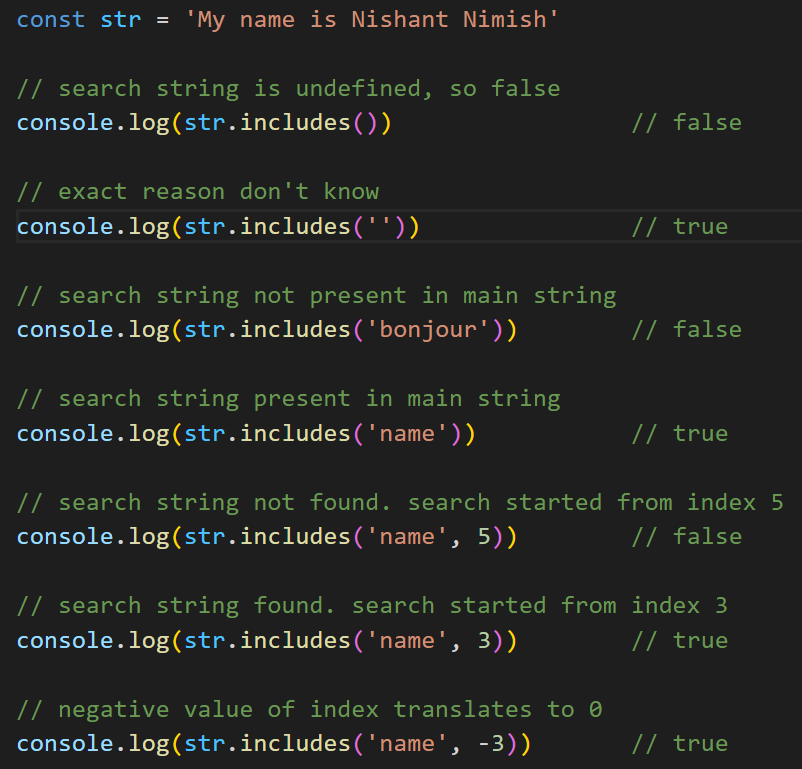 const str = 'My name is Nishant Nimish'
// search string is undefined, so false
console.log(str.includes()) // false
// exact reason don't know
console.log(str.includes('')) // true
// search string not present in main string
console.log(str.includes('bonjour')) // false
// search string present in main string
console.log(str.includes('name')) // true
// search string not found. search started from index 5
console.log(str.includes('name', 5)) // false
// search string found. search started from index 3
console.log(str.includes('name', 3)) // true
// negative value of index translates to 0
console.log(str.includes('name', -3)) // true